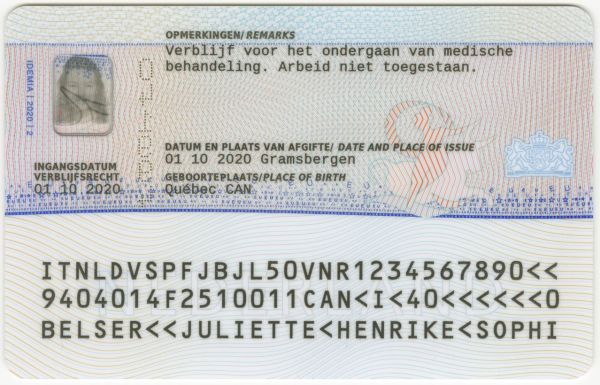 OPMERKINGEN/REMARKS
Verblijf voor het ondergaan van medische
behandeling. Arbeid niet toegestaan.
IDEMIA | 2020 | 2
DATUM EN PLAATS VAN AFGIFTE/ DATE AND PLACE OF ISSUE
01 10 2020 Gramsbergen
INGANGSDATUM
VERBLIJFSRECHT.
01 10 2020
GEBOORTEPLAATS/PLACE OF BIRTH
Québec CAN
ITNLDVSPFJBJL50VNR1234567890<<
9404014F2510011CAN<I<40<<<<<<0
BELSER<<JULIETTE<HENRIKE<SOPHI